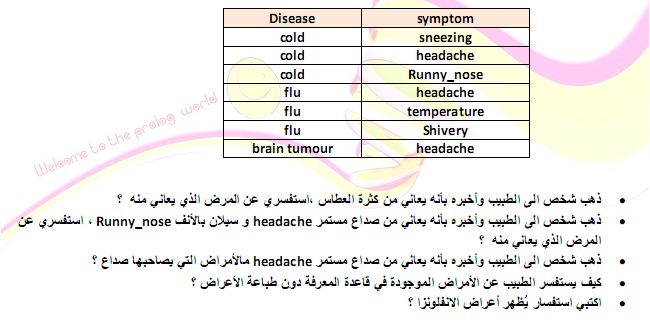 Disease symptom
cold sneezing
cold headache
cold Runny_nose
flu headache
flu temperature
flu Shivery
brain tumour headache
Welcome to the prolog world
• ذهب شخص الى الطبيب وأخبره بأنه يعاني من كثرة العطاس ،استفسري عن المرض الذي يعاني منه ؟
• ذهب شخص الى الطبيب وأخبره بأنه يعاني من صداع مستمر headache و سيلان بالأنف Runny_nose ، استفسري عن
المرض الذي يعاني منه ؟
• ذهب شخص الى الطبيب وأخبره بأنه يعاني من صداع مستمر headache مالأمراض التي يصاحبها صداع ؟
• كيف يستفسر الطبيب عن الأمراض الموجودة في قاعدة المعرفة دون طباعة الأعراض ؟
• اكتبي استفسار يُظهر أعراض الانفلونزا ؟